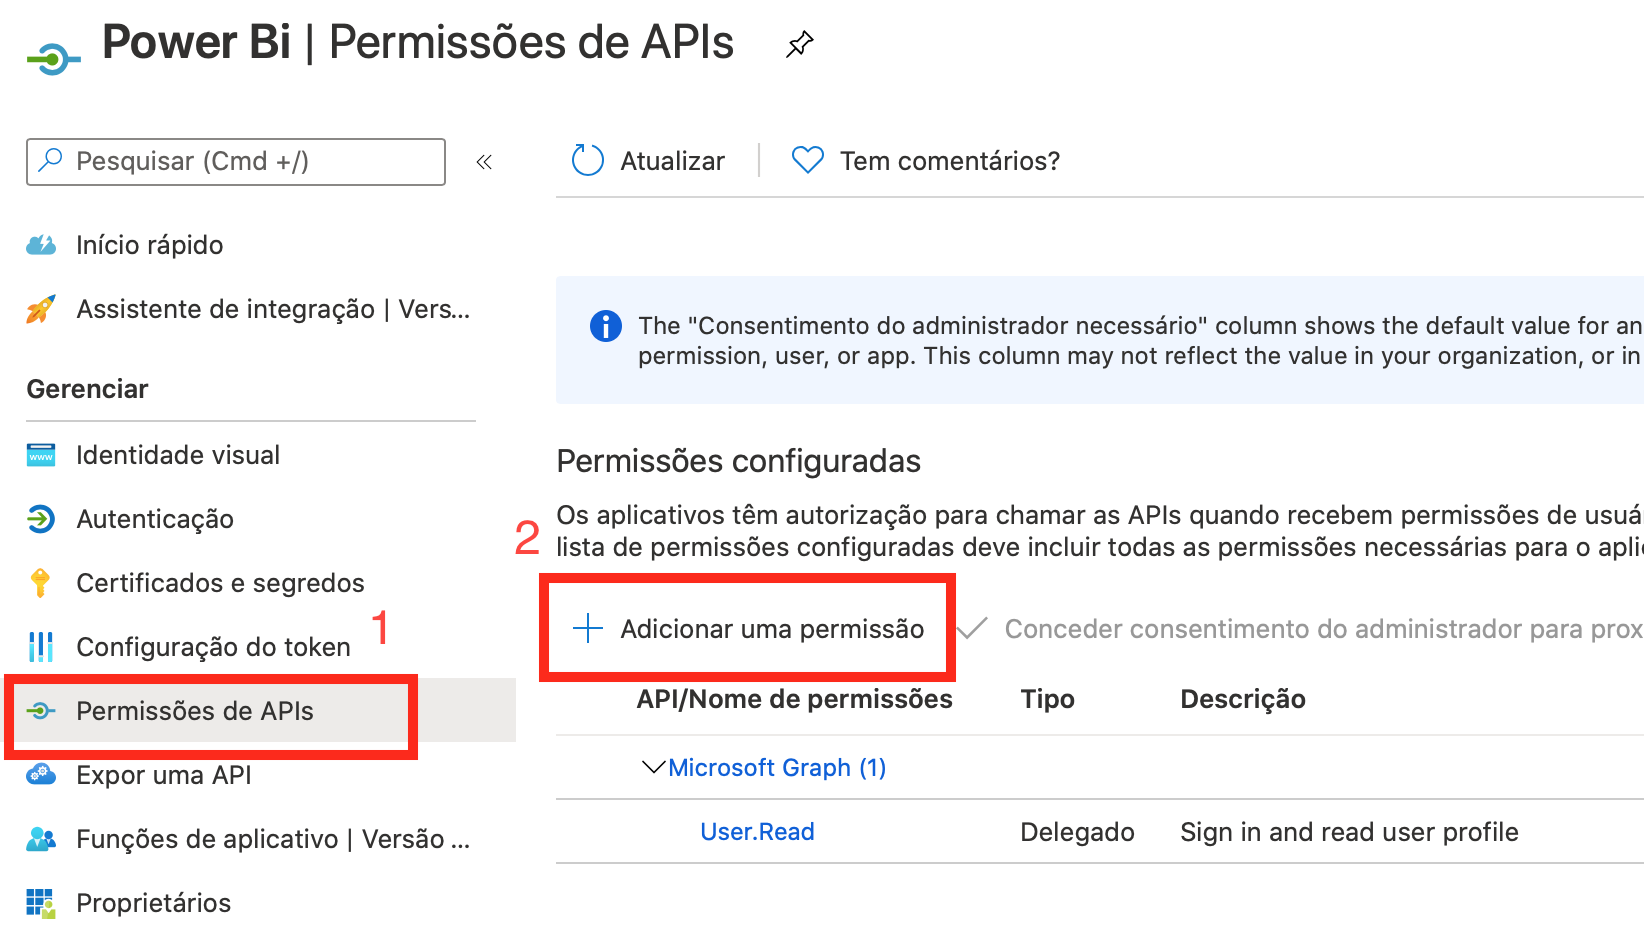 Power Bi | Permissões de APIs
Pesquisar (Cmd +/)
«
Início rápido
Assistente de integração | Vers...
Gerenciar
www
Identidade visual
Autenticação
Certificados e segredos
Configuração do token
1
Permissões de APIs
Expor uma API
Funções de aplicativo | Versão ...
Proprietários
Atualizar
Tem comentários?
The "Consentimento do administrador necessário" column shows the default value for an
permission, user, or app. This column may not reflect the value in your organization, or in
Permissões configuradas
Os aplicativos têm autorização para chamar as APIs quando recebem permissões de usuá
lista de permissões configuradas deve incluir todas as permissões necessárias para o apli
2
Adicionar uma permissão
Conceder consentimento do administrador para prox
API/Nome de permissões Tipo Descrição
Microsoft Graph (1)
User.Read Delegado Sign in and read user profile